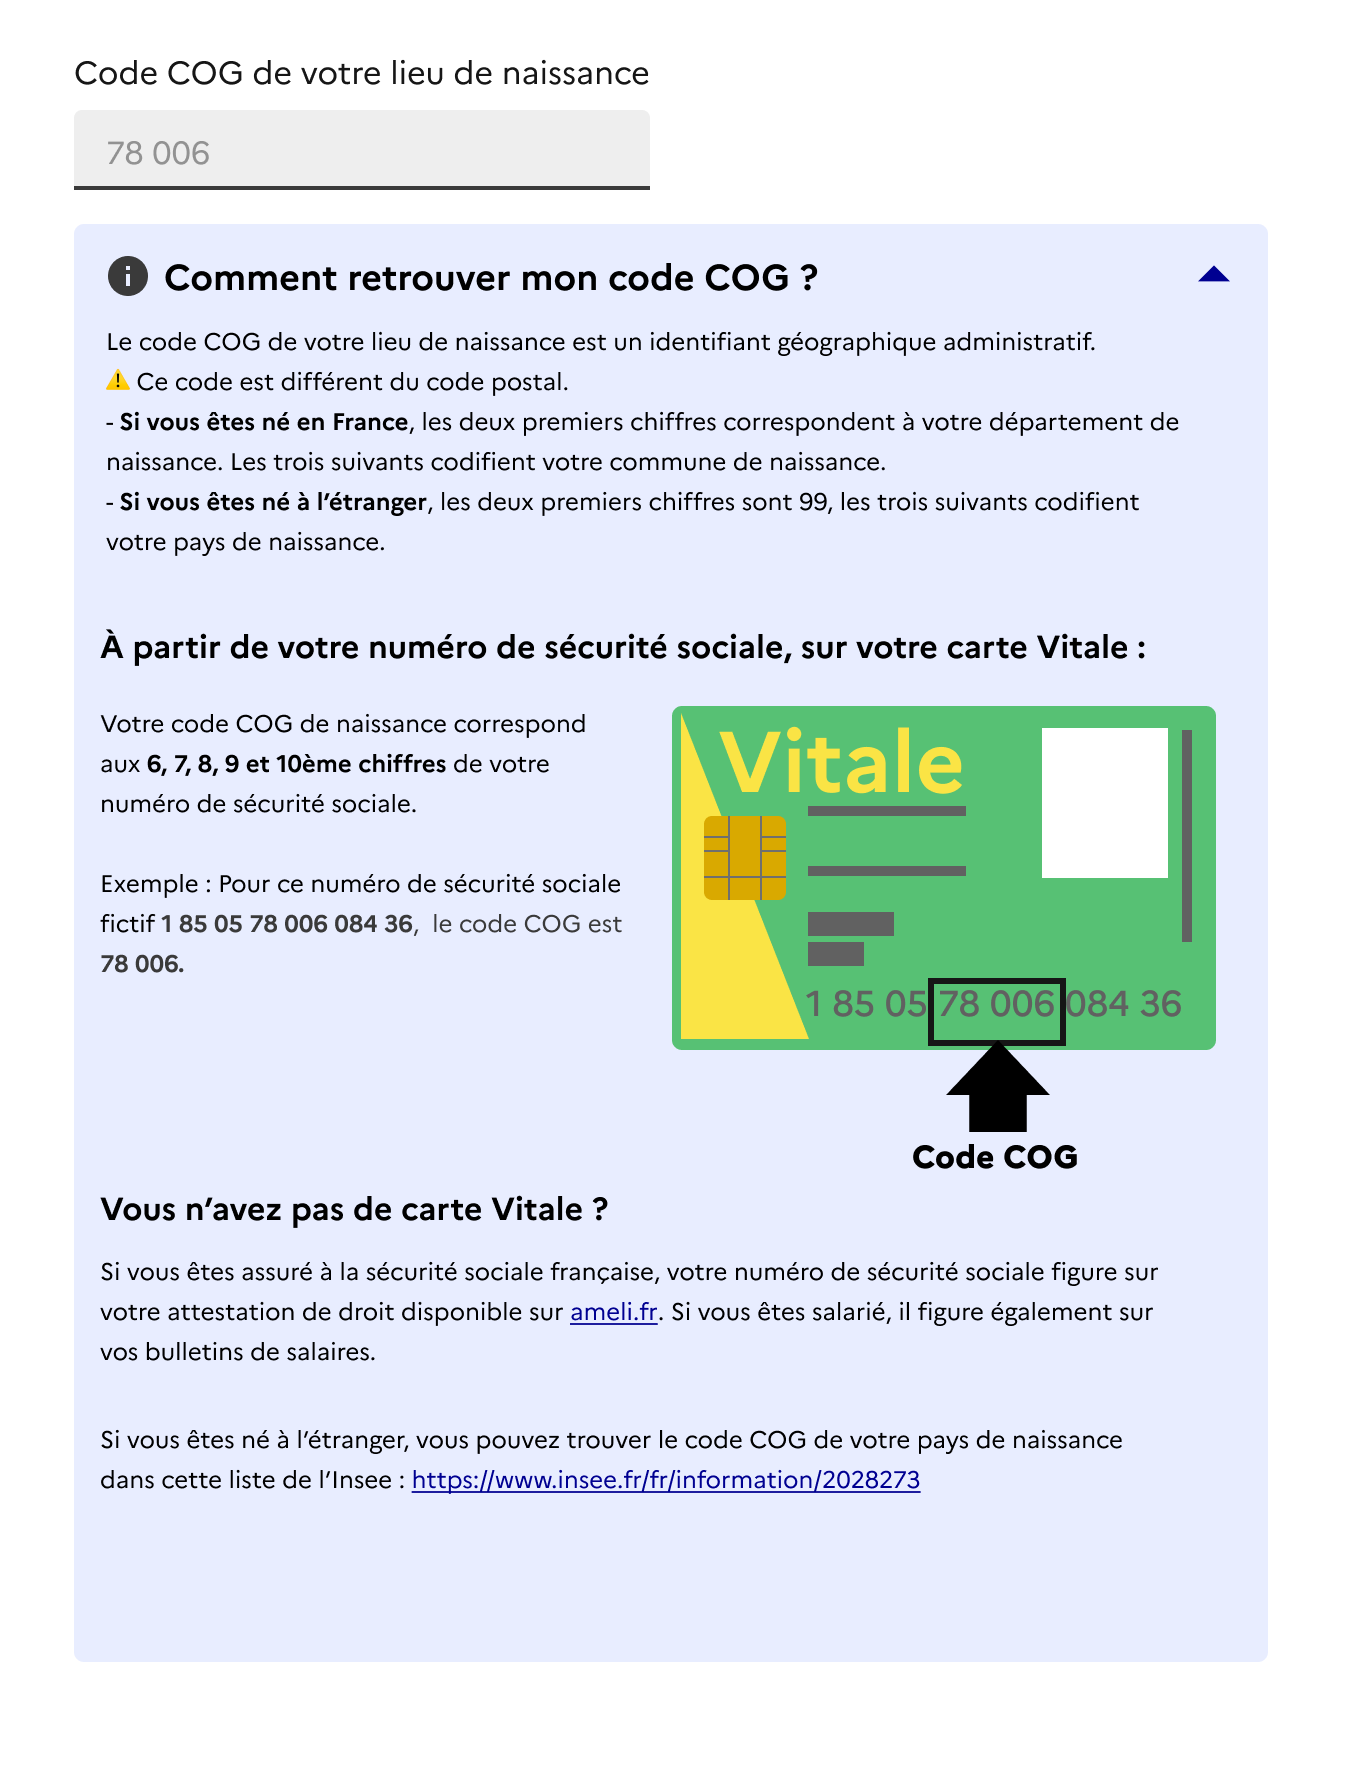 Code COG de votre lieu de naissance
78 006
Comment retrouver mon code COG ?
Le code COG de votre lieu de naissance est un identifiant géographique administratif.
⚠ Ce code est différent du code postal.
- Si vous êtes né en France, les deux premiers chiffres correspondent à votre département de
naissance. Les trois suivants codifient votre commune de naissance.
- Si vous êtes né à l’étranger, les deux premiers chiffres sont 99, les trois suivants codifient
votre pays de naissance.
À partir de votre numéro de sécurité sociale, sur votre carte Vitale :
Votre code COG de naissance correspond
aux 6, 7, 8, 9 et 10ème chiffres de votre
numéro de sécurité sociale.
Exemple : Pour ce numéro de sécurité sociale
fictif 1 85 05 78 006 084 36, le code COG est
78 006.
Vitale
1 85 05 78 006 084 36
Code COG
Vous n’avez pas de carte Vitale ?
Si vous êtes assuré à la sécurité sociale française, votre numéro de sécurité sociale figure sur
votre attestation de droit disponible sur ameli.fr. Si vous êtes salarié, il figure également sur
vos bulletins de salaires.
Si vous êtes né à l’étranger, vous pouvez trouver le code COG de votre pays de naissance
dans cette liste de l’Insee : https://www.insee.fr/fr/information/2028273